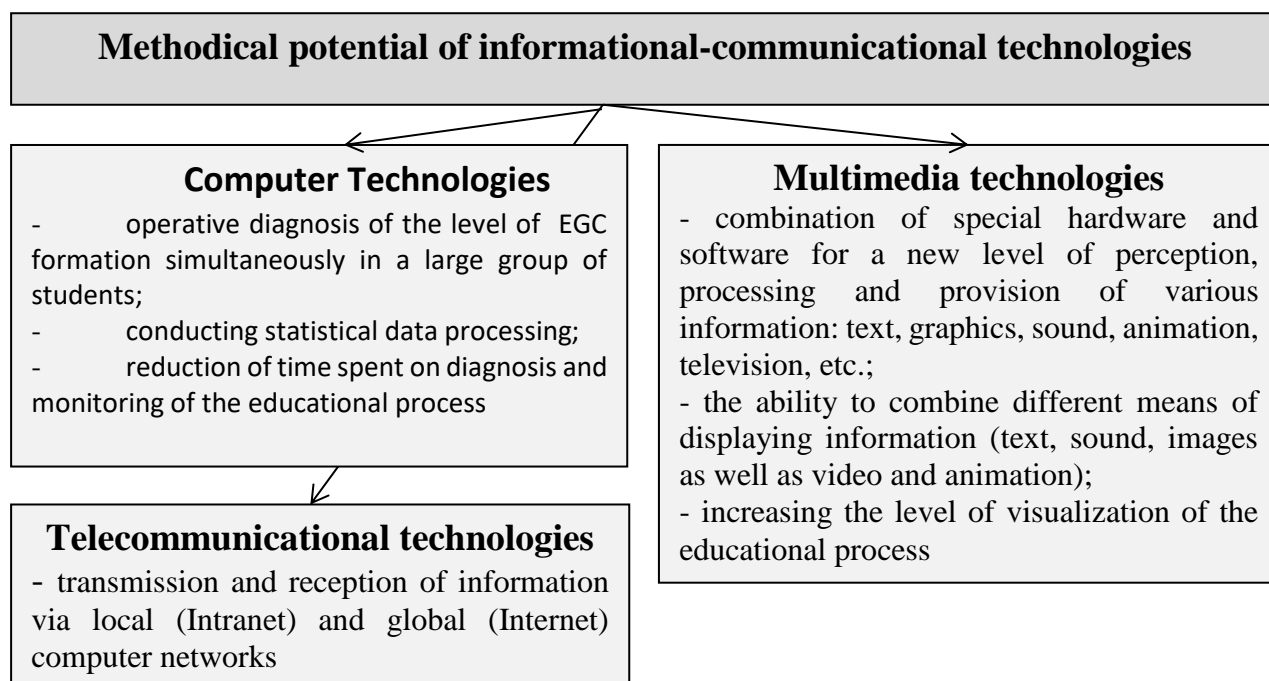 Methodical potential of informational-communicational technologies
Computer Technologies
- operative diagnosis of the level of EGC
formation simultaneously in a large group of
students;
- conducting statistical data processing;
- reduction of time spent on diagnosis and
monitoring of the educational process
Telecommunicational technologies
- transmission and reception of information
via local (Intranet) and global (Internet)
computer networks
Multimedia technologies
- combination of special hardware and
software for a new level of perception,
processing and provision of various
information: text, graphics, sound, animation,
television, etc.;
- the ability to combine different means of
displaying information (text, sound, images
as well as video and animation);
- increasing the level of visualization of the
educational process